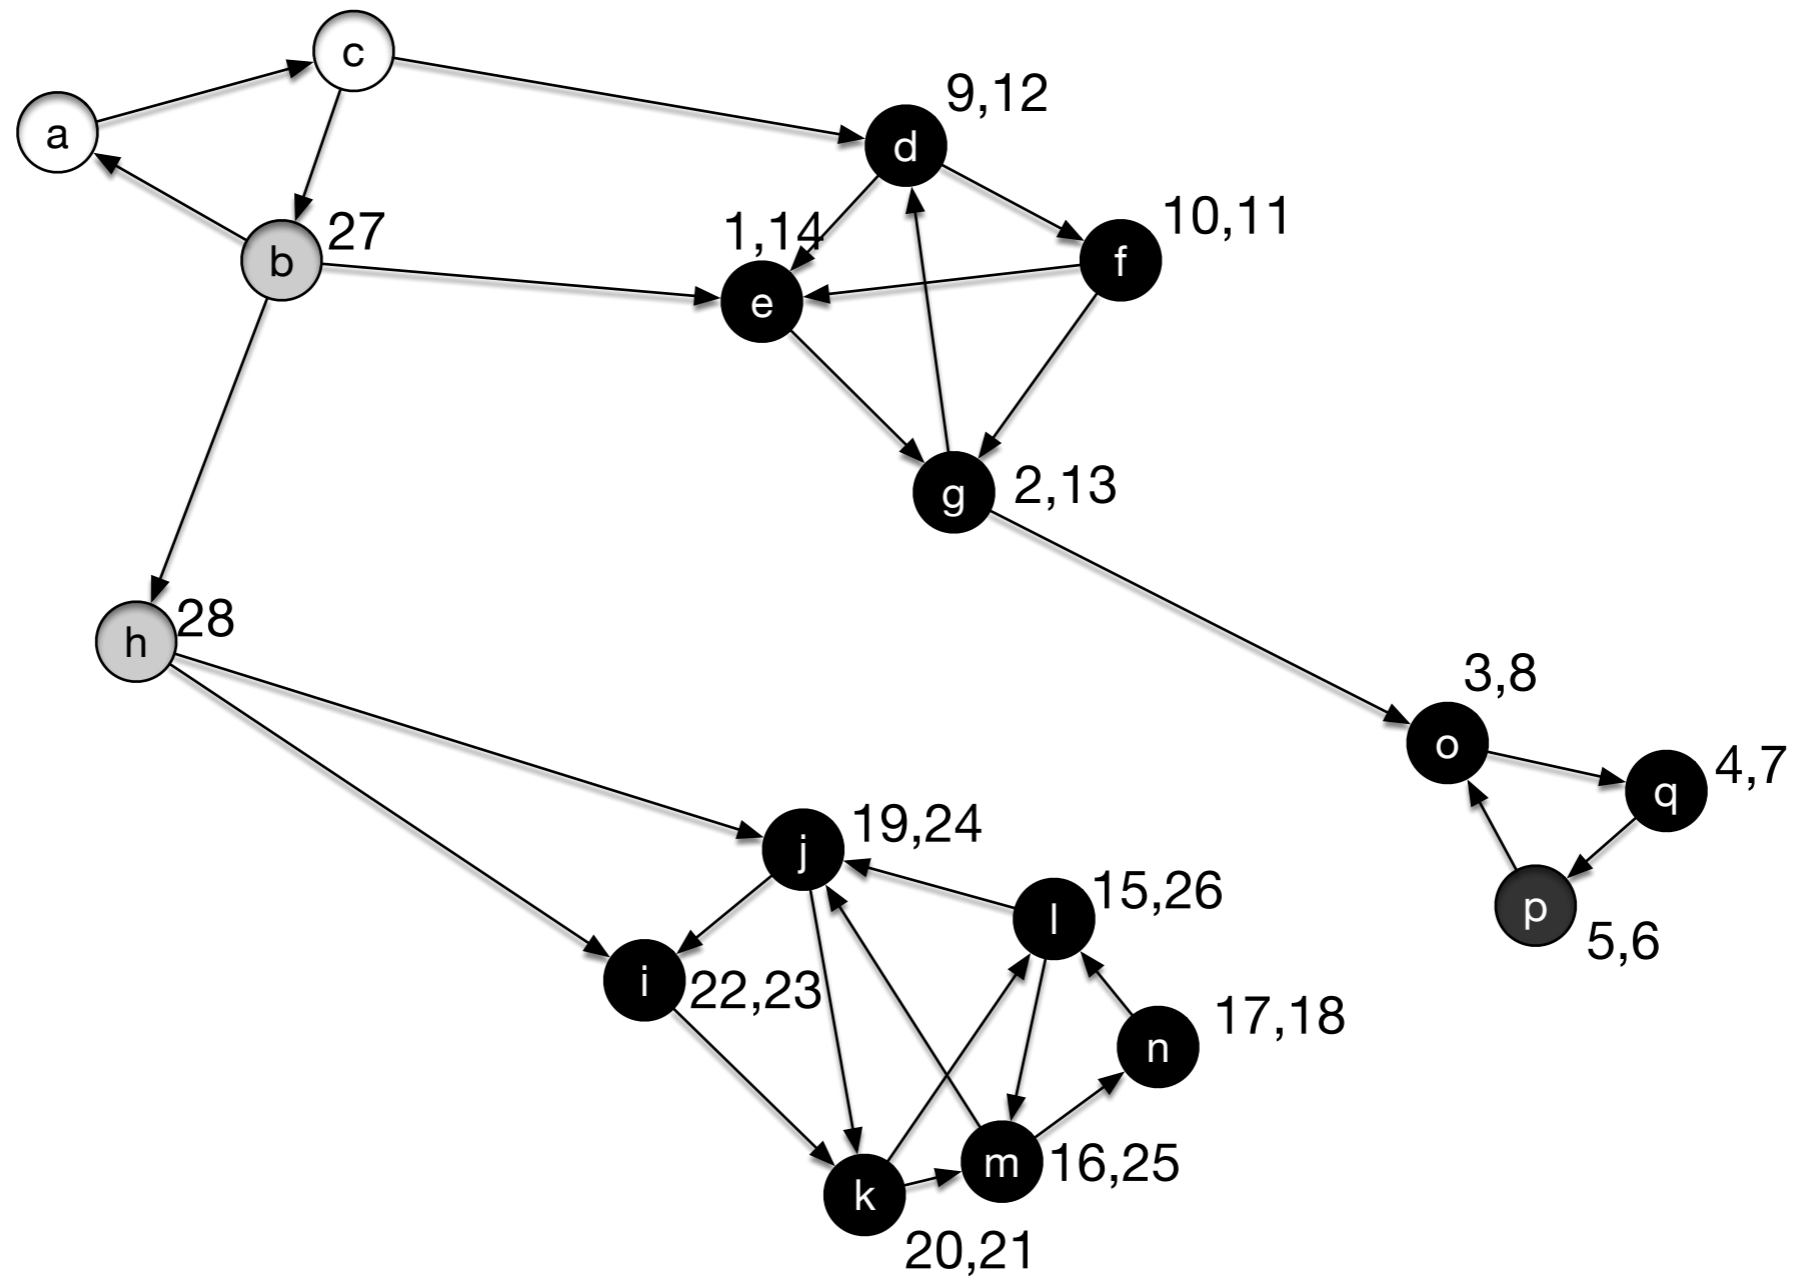 c
a
9,12
d
10,11
1,14
27
f
b
e
2,13
g
28
h
3,8
o
4,7
q
19,24
j
15,26
l
p
5,6
i
22,23
17,18
n
16,25
m
k
20,21